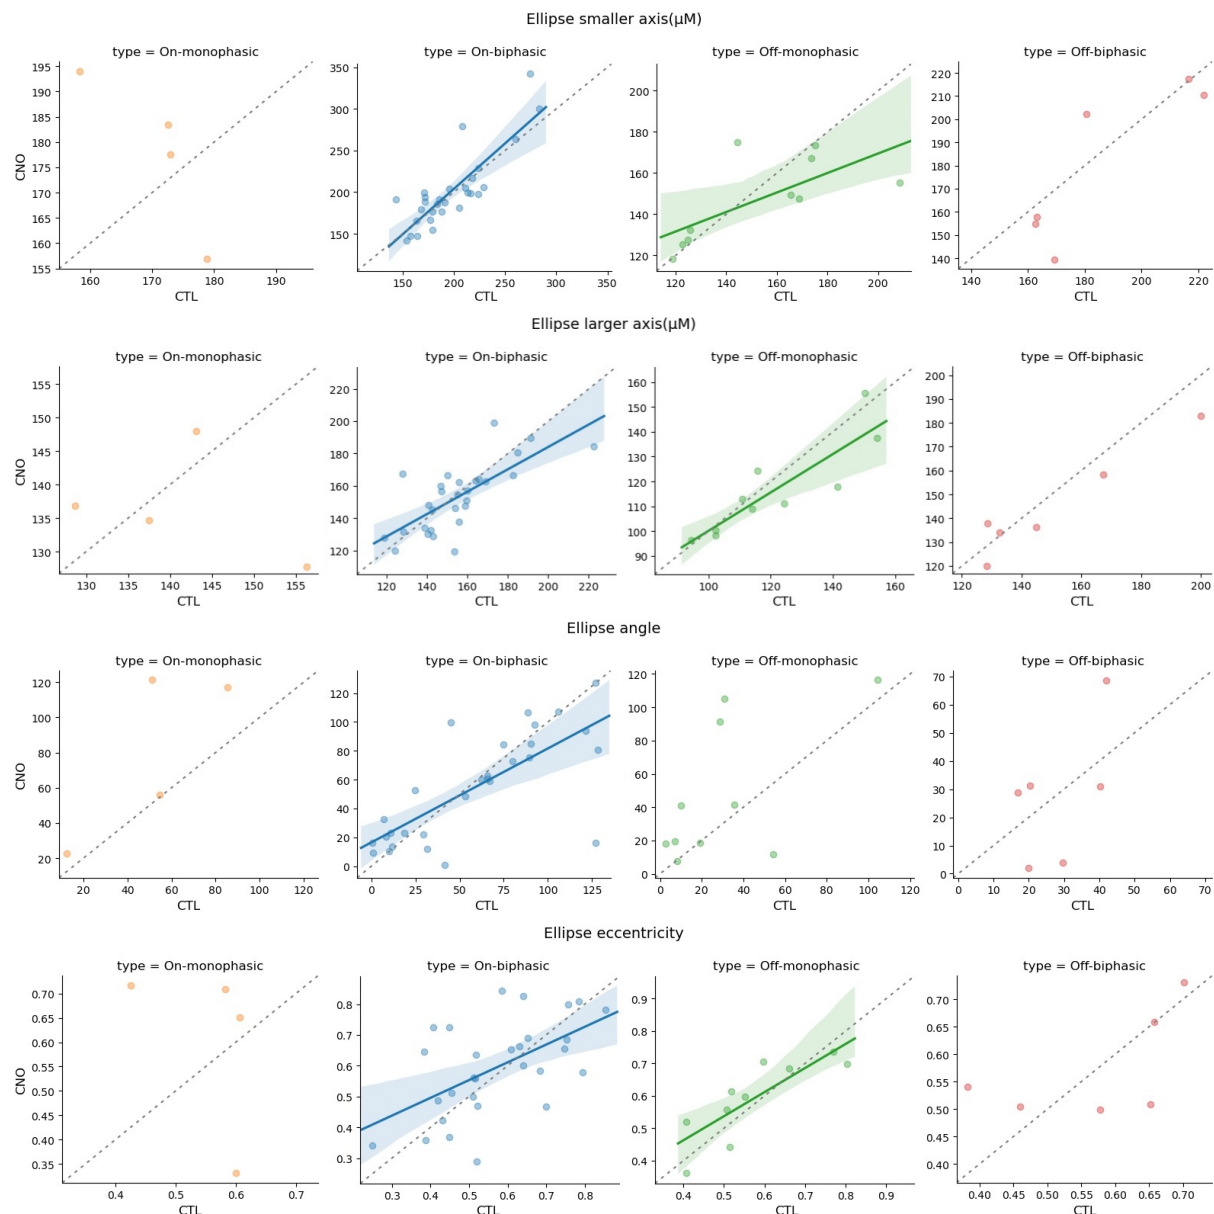 Ellipse smaller axis(μM)
type = On-monophasic type = On-biphasic type = Off-monophasic type = Off-biphasic
CNO
195 190 185 180 175 170 165 160 155
350 300 250 200 150
200 180 160 140 120
220 210 200 190 180 170 160 150 140
160 170 180 190
150 200 250 300 350
120 140 160 180 200
140 160 180 200 220
CTL CTL CTL CTL
Ellipse larger axis(μM)
type = On-monophasic type = On-biphasic type = Off-monophasic type = Off-biphasic
CNO
155 150 145 140 135 130
220 200 180 160 140 120
160 150 140 130 120 110 100 90
200 190 180 170 160 150 140 130 120
130 135 140 145 150 155
120 140 160 180 200 220
100 120 140 160
120 140 160 180 200
CTL CTL CTL CTL
Ellipse angle
type = On-monophasic type = On-biphasic type = Off-monophasic type = Off-biphasic
CNO
120 100 80 60 40 20
120 100 80 60 40 20 0
120 100 80 60 40 20 0
70 60 50 40 30 20 10 0
20 40 60 80 100 120
0 25 50 75 100 125
0 20 40 60 80 100 120
0 10 20 30 40 50 60 70
CTL CTL CTL CTL
Ellipse eccentricity
type = On-monophasic type = On-biphasic type = Off-monophasic type = Off-biphasic
CNO
0.70 0.65 0.60 0.55 0.50 0.45 0.40 0.35
0.8 0.7 0.6 0.5 0.4 0.3
0.9 0.8 0.7 0.6 0.5 0.4
0.70 0.65 0.60 0.55 0.50 0.45 0.40
0.4 0.5 0.6 0.7
0.3 0.4 0.5 0.6 0.7 0.8
0.4 0.5 0.6 0.7 0.8 0.9
0.40 0.45 0.50 0.55 0.60 0.65 0.70
CTL CTL CTL CTL